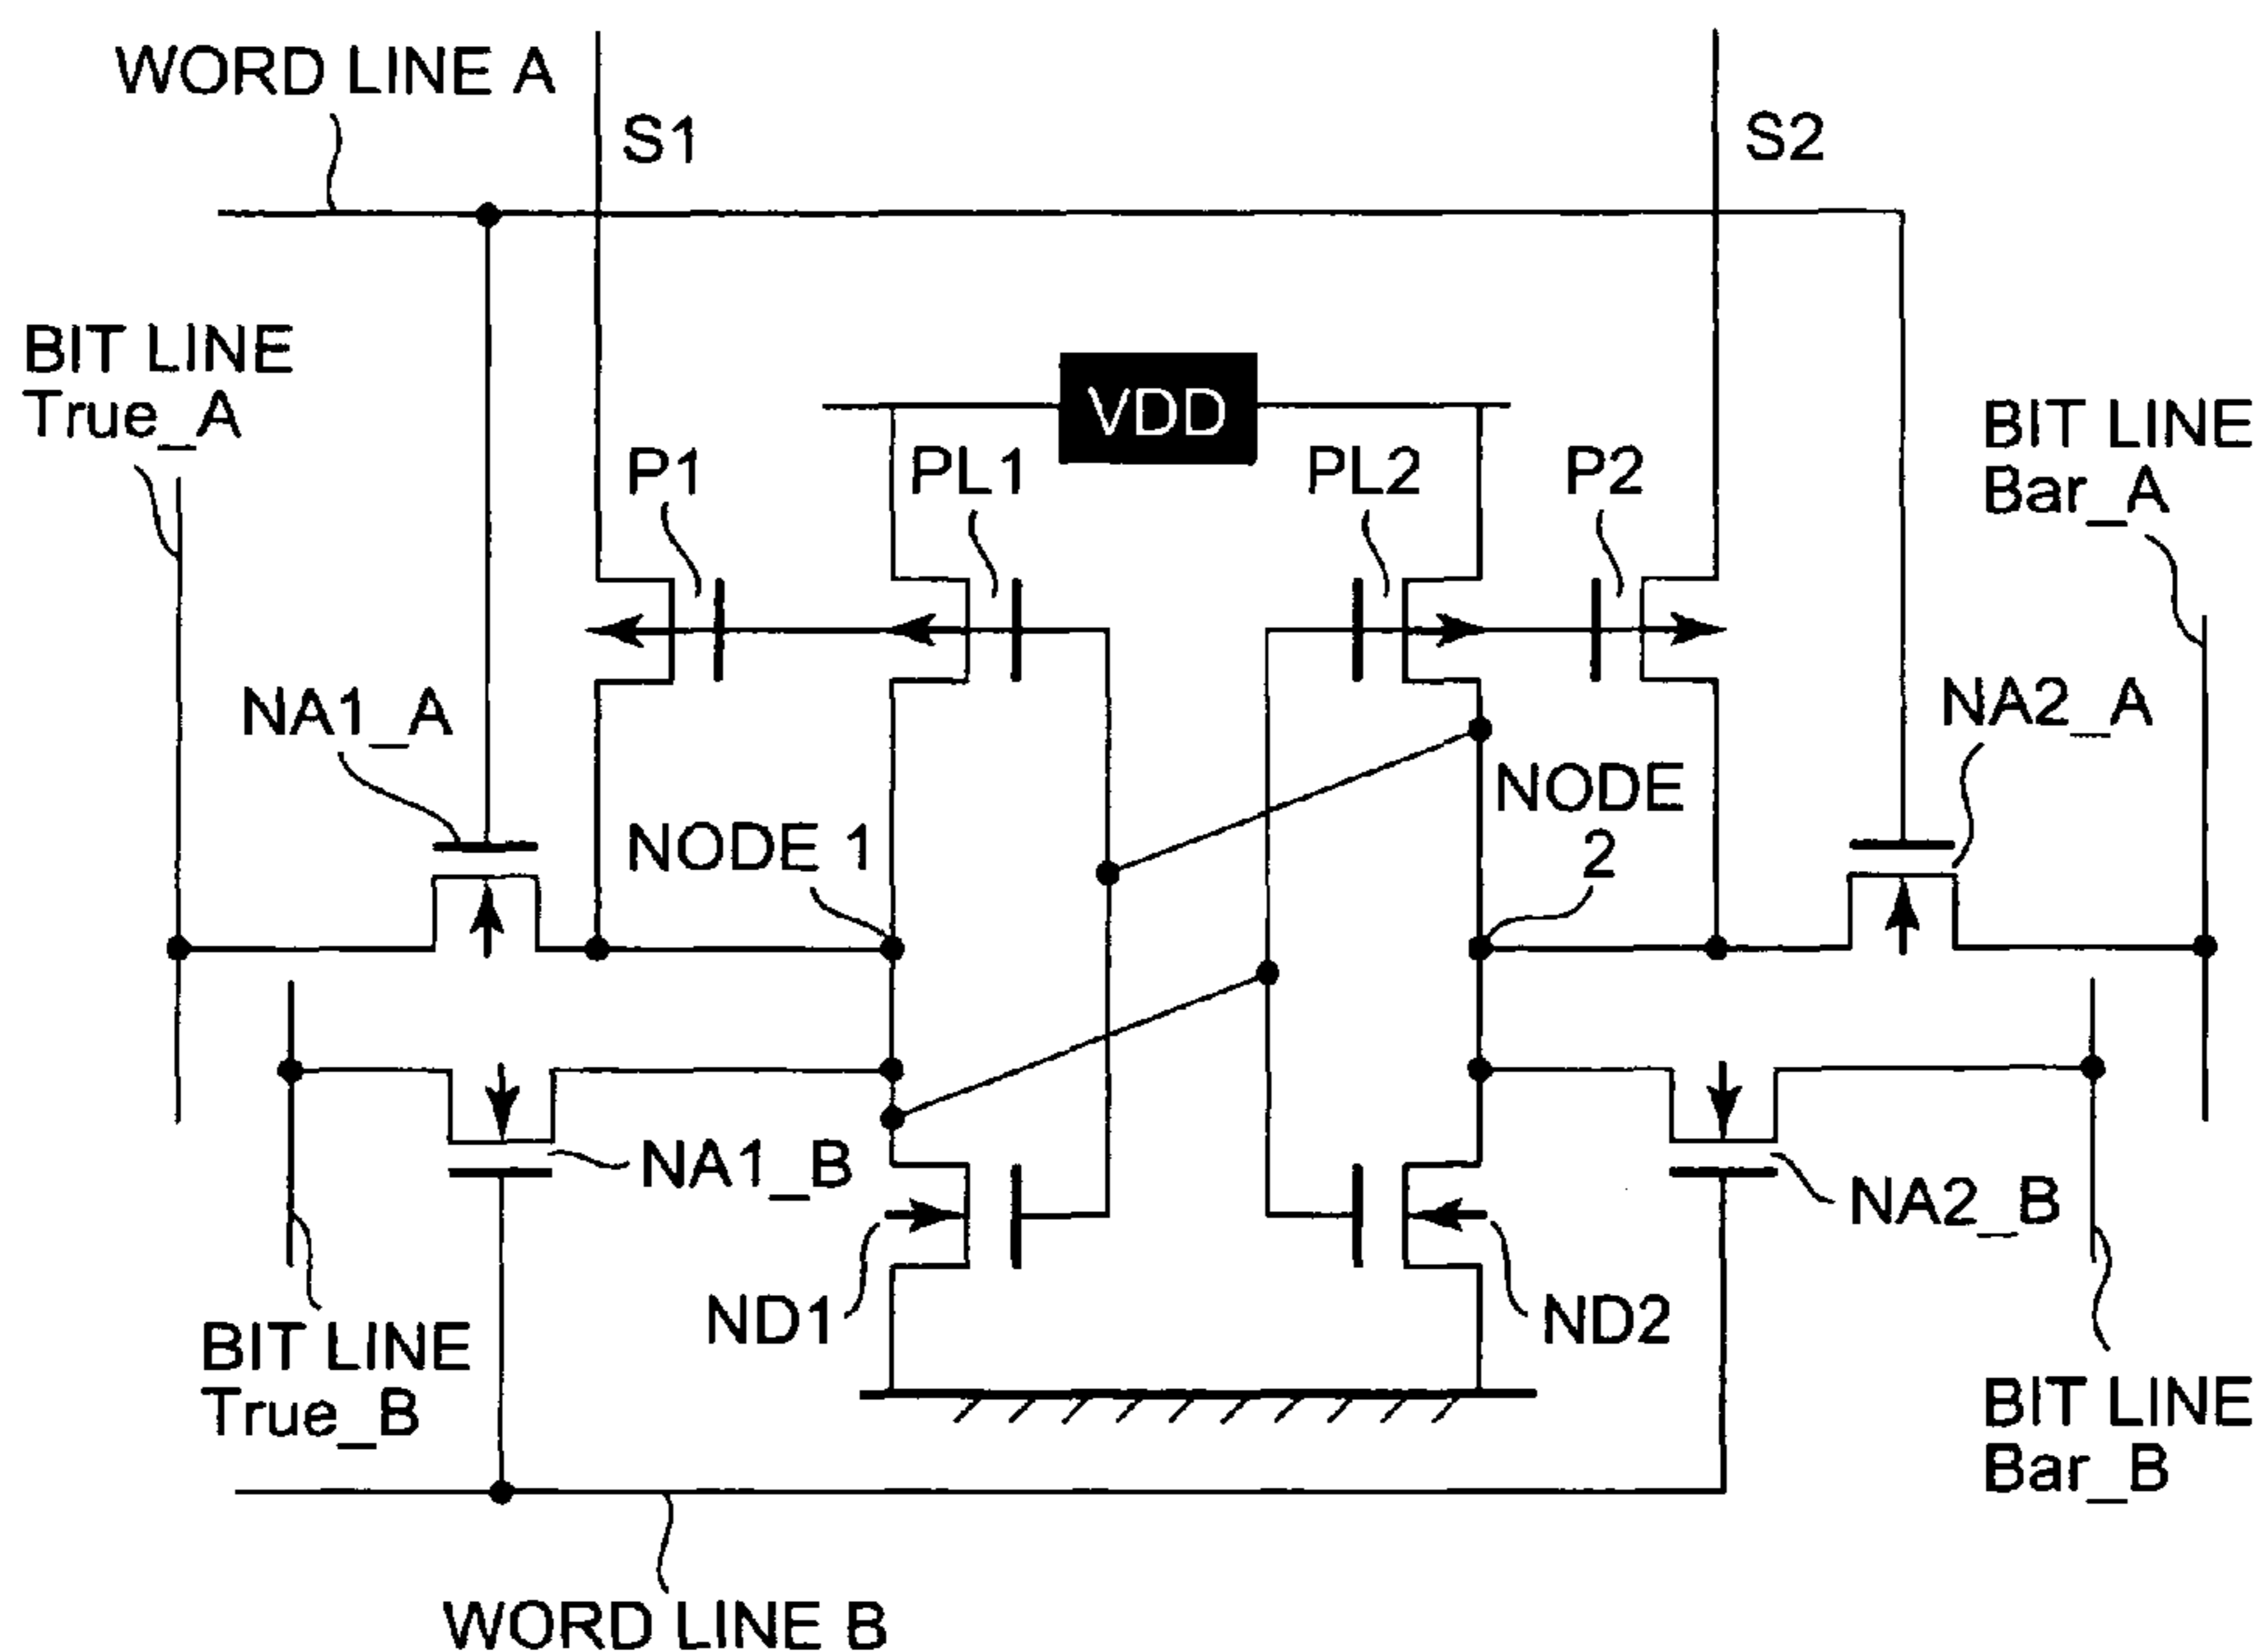 WORD LINE A
S1
S2
BIT LINE
True_A
VDD
BIT LINE
Bar_A
P1
PL1
PL2
P2
NA1_A
NA2_A
NODE 1
NODE
2
NA1_B
NA2_B
ND1
ND2
BIT LINE
True_B
BIT LINE
Bar_B
WORD LINE B